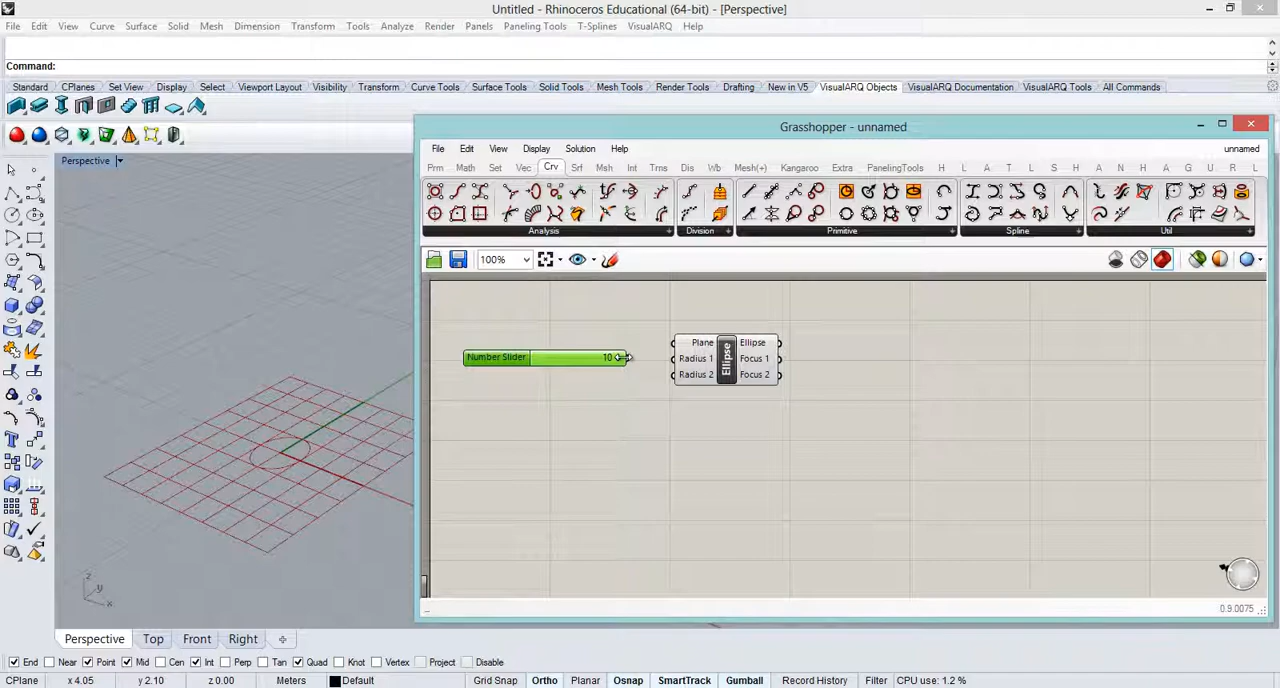 Untitled - Rhinoceros Educational (64-bit) - [Perspective]
File Edit View Curve Surface Solid Mesh Dimension Transform Tools Analyze Render Panels Paneling Tools T-Splines VisualARQ Help
Command:
Standard CPlanes Set View Display Select Viewport Layout Visibility Transform Curve Tools Surface Tools Solid Tools Mesh Tools Render Tools Drafting New in V5 VisualARQ Objects VisualARQ Documentation VisualARQ Tools All Commands
Perspective
Grasshopper - unnamed
File Edit View Display Solution Help unnamed
Prm Math Set Vec Crv Srf Msh Int Trns Dis Wb Mesh(+) Kangaroo Extra PanelingTools H L A T L S H A N U R L
Analysis Division Primitive Spline Util
100%
Number Slider 10
Plane Ellipse
Radius 1 Focus 1
Radius 2 Focus 2
Ellipse
0.9.0075
z
y
x
Perspective Top Front Right
End Near Point Mid Cen Int Perp Tan Quad Knot Vertex Project Disable
CPlane x 4.05 y 2.10 z 0.00 Meters Default Grid Snap Ortho Planar Osnap SmartTrack Gumball Record History Filter CPU use: 1.2 %